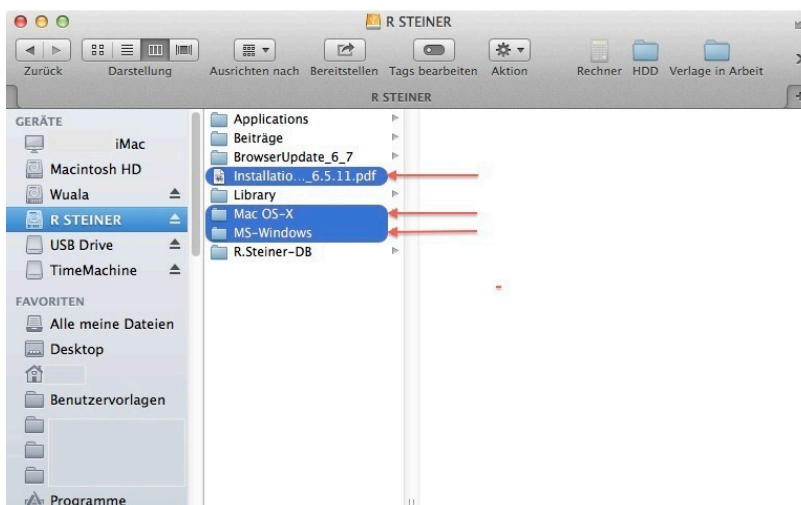 R STEINER
Zurück Darstellung Ausrichten nach Bereitstellen Tags bearbeiten Aktion Rechner HDD Verlage in Arbeit
R STEINER
GERÄTE
iMac
Macintosh HD
Wuala
R STEINER
USB Drive
TimeMachine
FAVORITEN
Alle meine Dateien
Desktop
Benutzervorlagen
Programme
Applications
Beiträge
BrowserUpdate_6_7
Installatio..._6.5.11.pdf
Library
Mac OS-X
MS-Windows
R.Steiner-DB